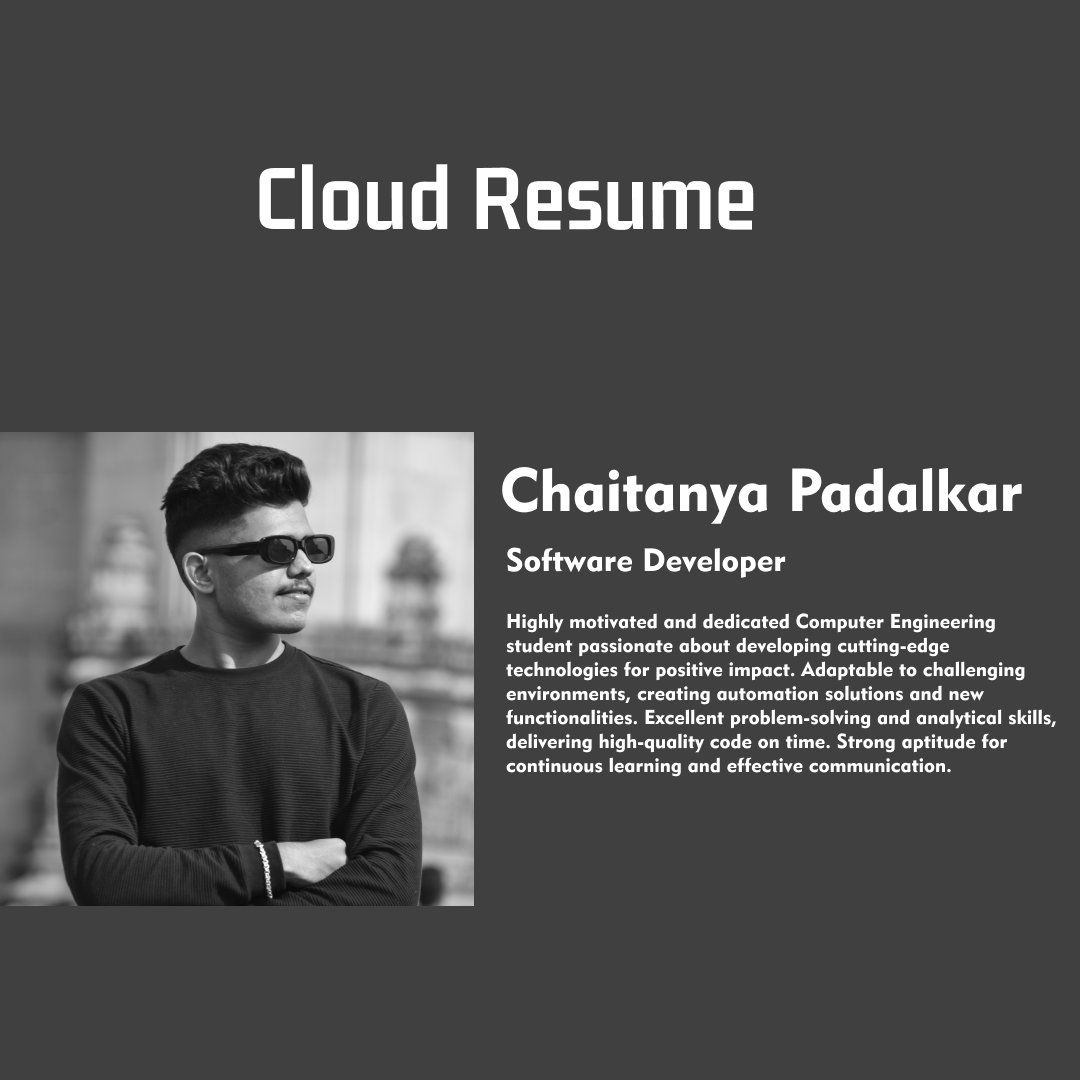 Cloud Resume
Chaitanya Padalkar
Software Developer
Highly motivated and dedicated Computer Engineering
student passionate about developing cutting-edge
technologies for positive impact. Adaptable to challenging
environments, creating automation solutions and new
functionalities. Excellent problem-solving and analytical skills,
delivering high-quality code on time. Strong aptitude for
continuous learning and effective communication.